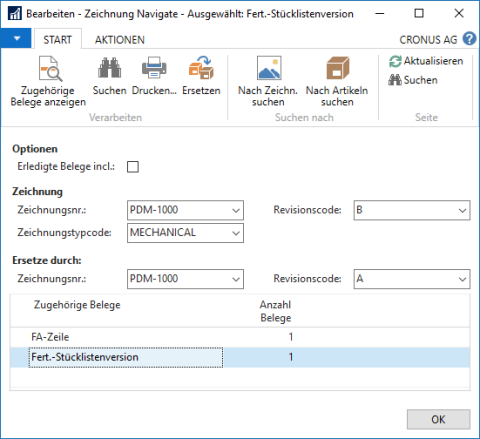 Bearbeiten - Zeichnung Navigate - Ausgewählt: Fert.-Stücklistenversion
START AKTIONEN CRONUS AG ?
Zugehörige Belege anzeigen
Suchen
Drucken...
Ersetzen
Verarbeiten
Nach Zeichn. suchen
Nach Artikeln suchen
Suchen nach
Aktualisieren
Suchen
Seite
Optionen
Erledigte Belege incl.:
Zeichnung
Zeichnungsnr.: PDM-1000 Revisionscode: B
Zeichnungstypcode: MECHANICAL
Ersetze durch:
Zeichnungsnr.: PDM-1000 Revisionscode: A
Zugehörige Belege Anzahl Belege
FA-Zeile 1
Fert.-Stücklistenversion 1
OK